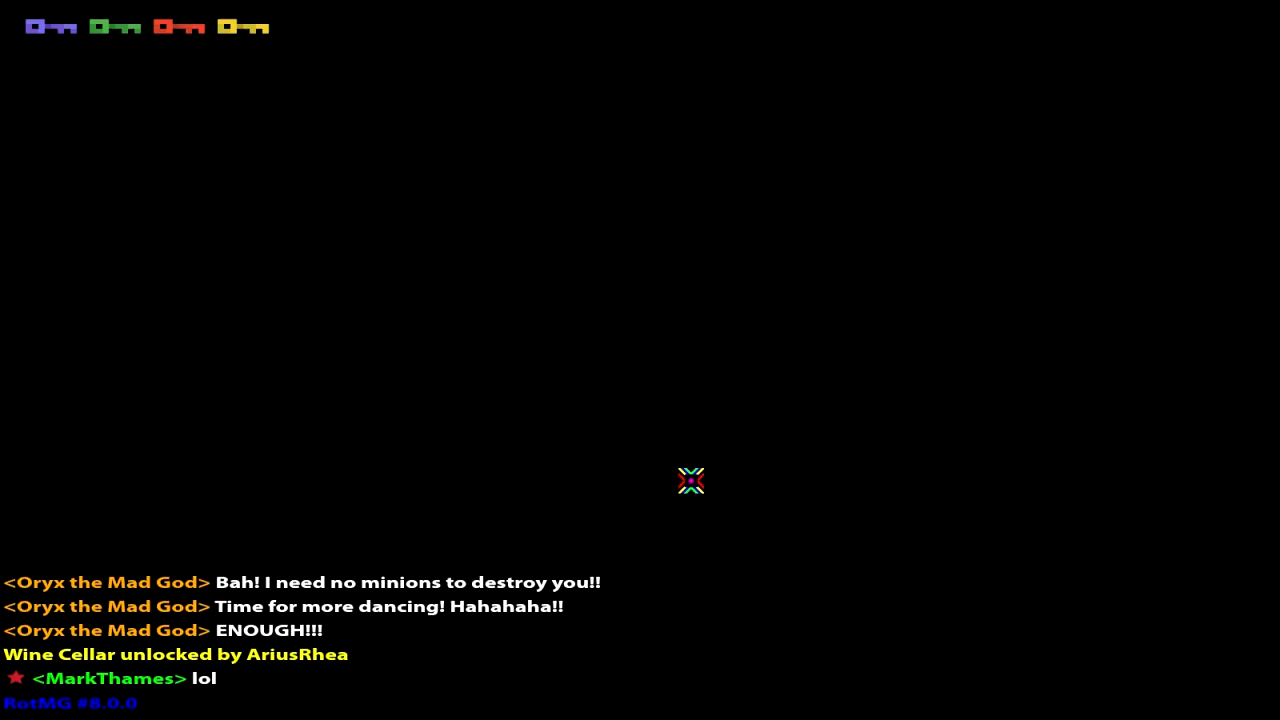 <Oryx the Mad God> Bah! I need no minions to destroy you!!
<Oryx the Mad God> Time for more dancing! Hahahaha!!
<Oryx the Mad God> ENOUGH!!!
Wine Cellar unlocked by AriusRhea
<MarkThames> lol
RotMG #8.0.0